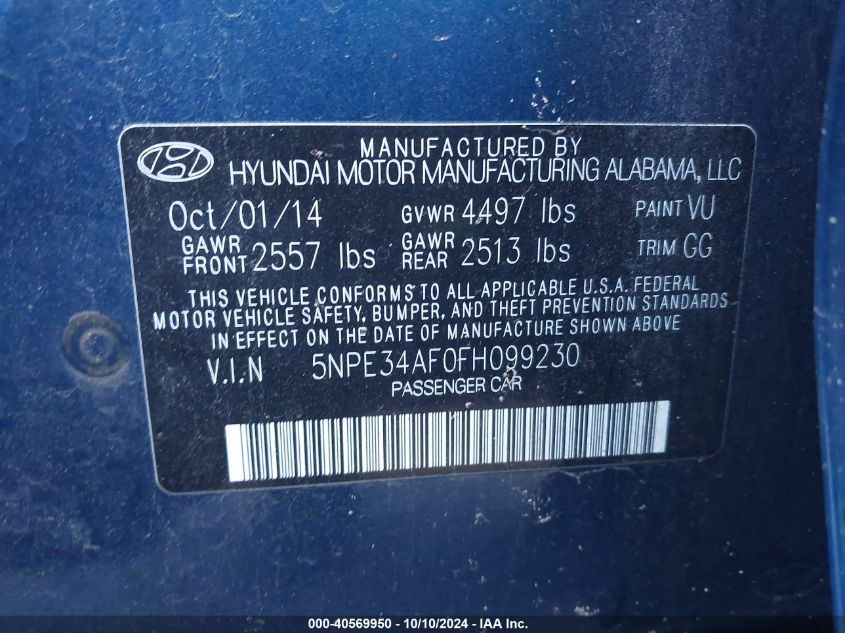 MANUFACTURED BY
HYUNDAI MOTOR MANUFACTURING ALABAMA, LLC
Oct/01/14 GVWR 4497 lbs PAINT VU
GAWR FRONT 2557 lbs GAWR REAR 2513 lbs TRIM GG
THIS VEHICLE CONFORMS TO ALL APPLICABLE U.S.A. FEDERAL
MOTOR VEHICLE SAFETY, BUMPER, AND THEFT PREVENTION STANDARDS
IN EFFECT ON THE DATE OF MANUFACTURE SHOWN ABOVE
V.I.N 5NPE34AF0FH099230
PASSENGER CAR
000-40569950 - 10/10/2024 - IAA Inc.